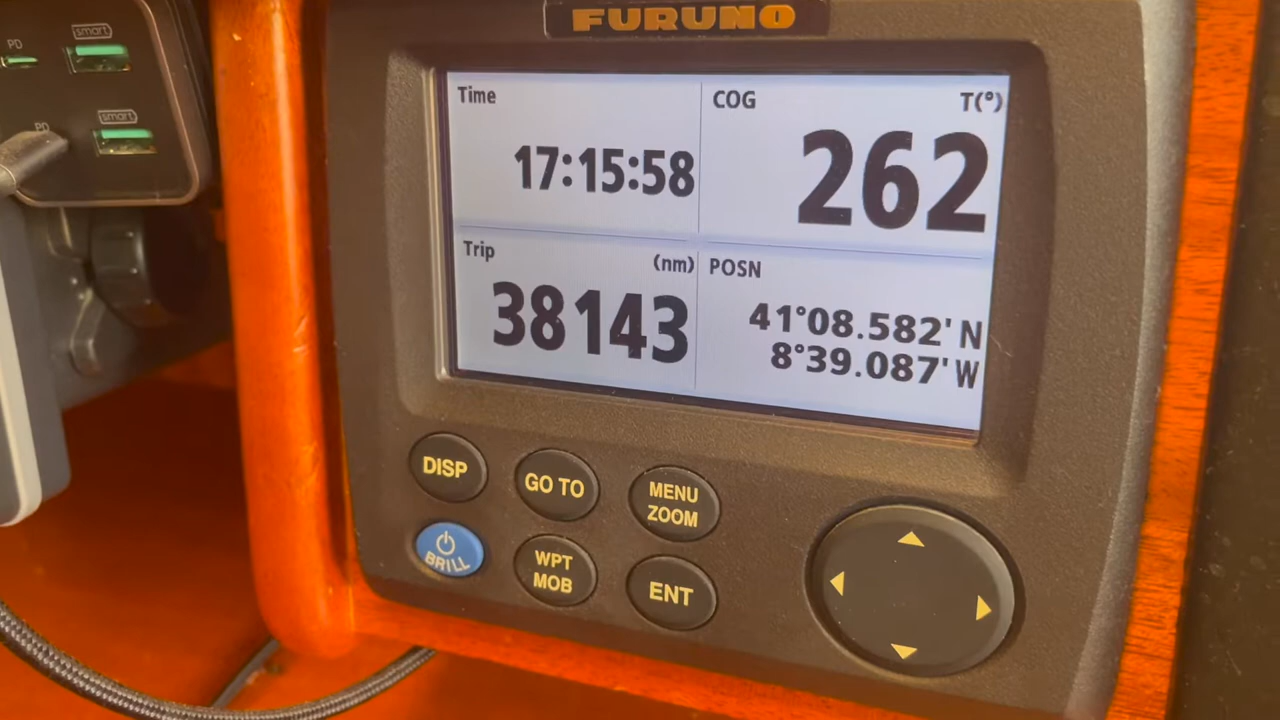 FURUNO
PD
smart
smart
PD
Time
17:15:58
COG
T(°)
262
Trip
(nm)
38143
POSN
41°08.582'N
8°39.087'W
DISP
GO TO
MENU
ZOOM
BRILL
WPT
MOB
ENT